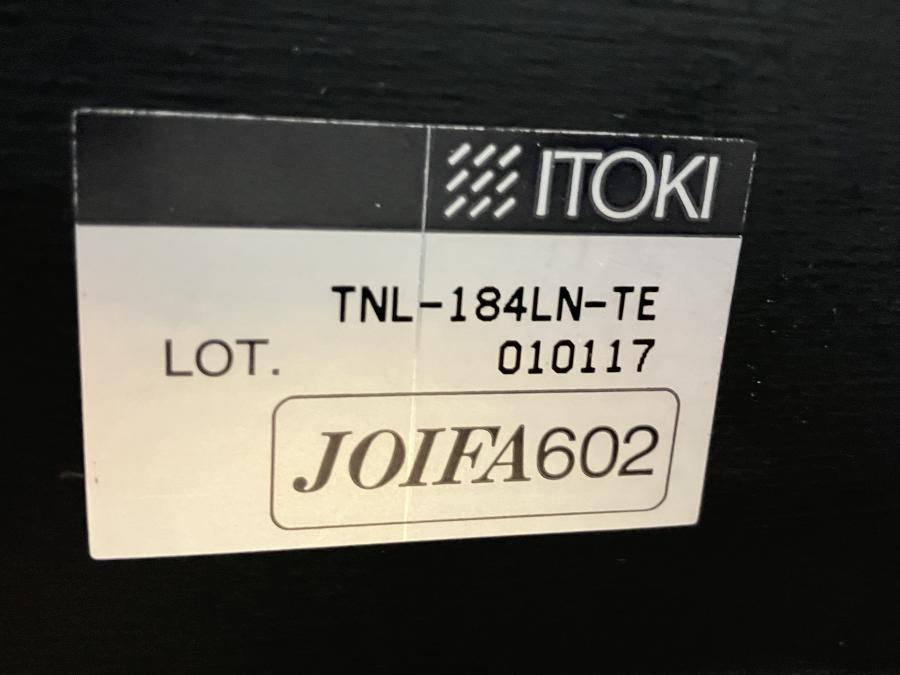 ITOKI
TNL-184LN-TE
LOT. 010117
JOIFA602